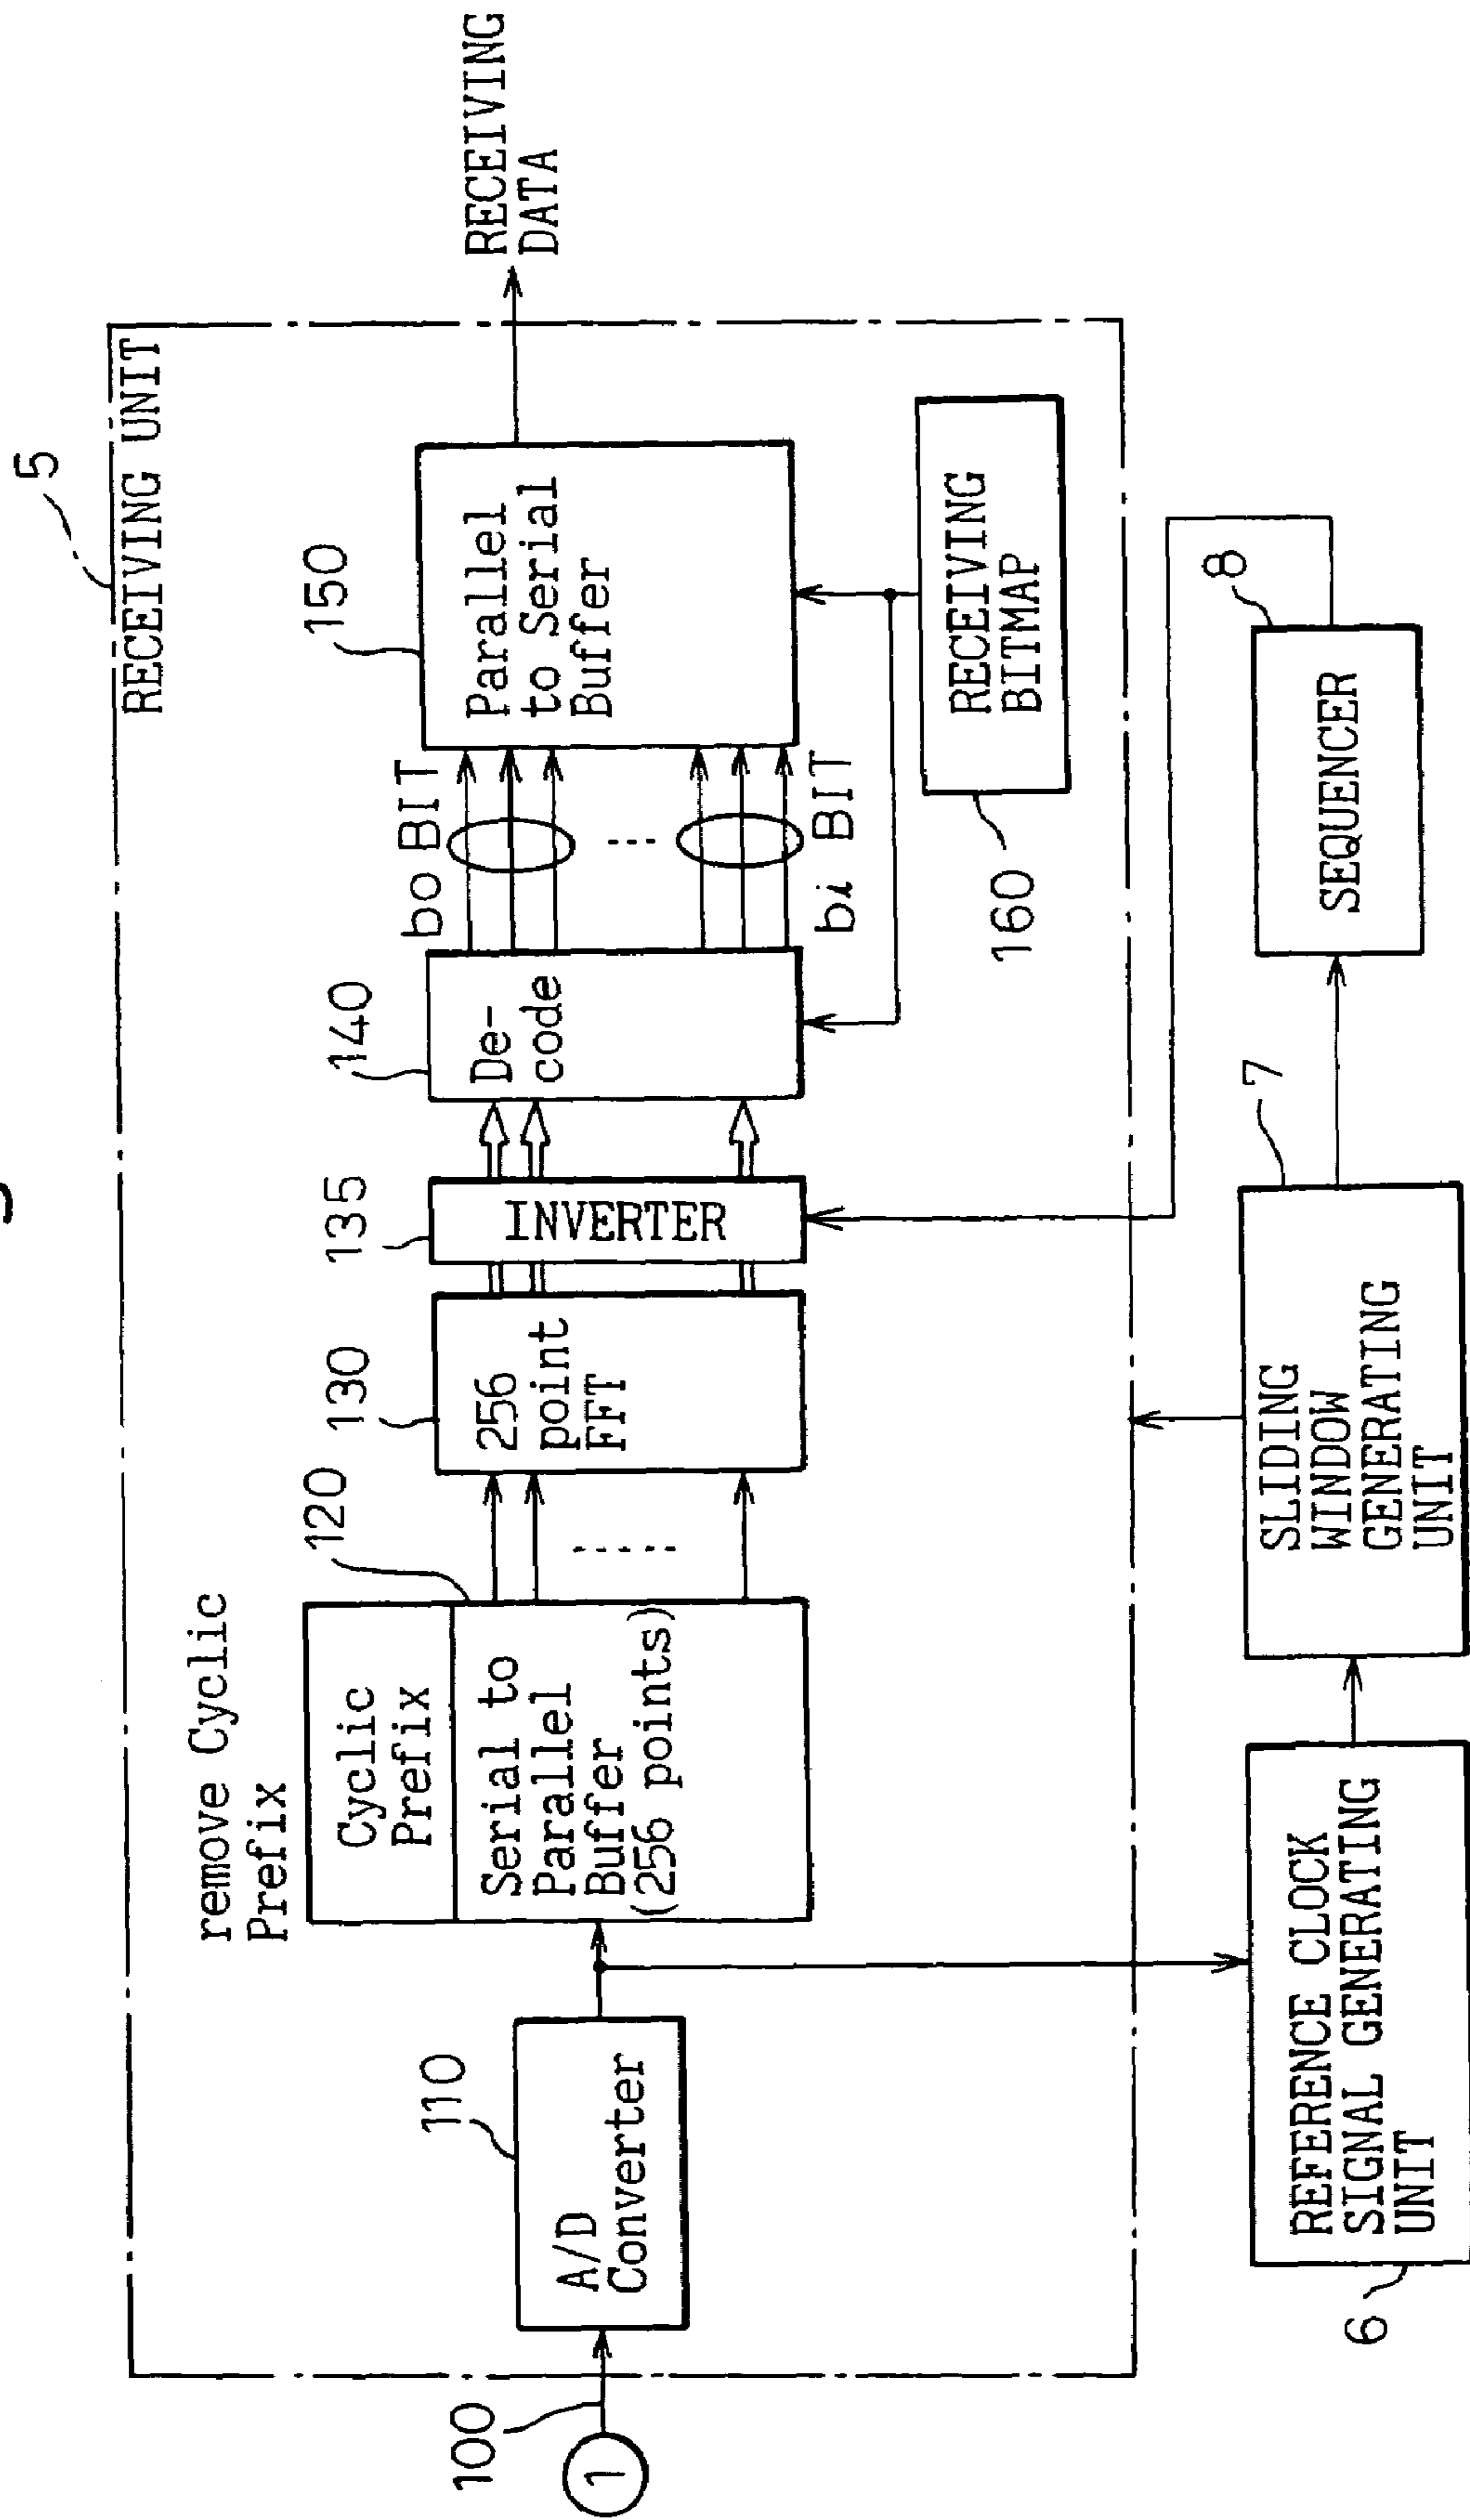 5
RECEIVING UNIT
remove Cyclic
Prefix
100
1
110
A/D
Converter
120
Cyclic
Prefix
Serial to
Parallel
Buffer
(256 points)
130
256
point
FFT
135
INVERTER
140
De-
code
bo BIT
bi BIT
150
Parallel
to Serial
Buffer
RECEIVING
DATA
160
RECEIVING
BITMAP
6
REFERENCE CLOCK
SIGNAL GENERATING
UNIT
7
SLIDING
WINDOW
GENERATING
UNIT
8
SEQUENCER